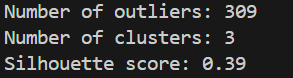 Number of outliers: 309
Number of clusters: 3
Silhouette score: 0.39